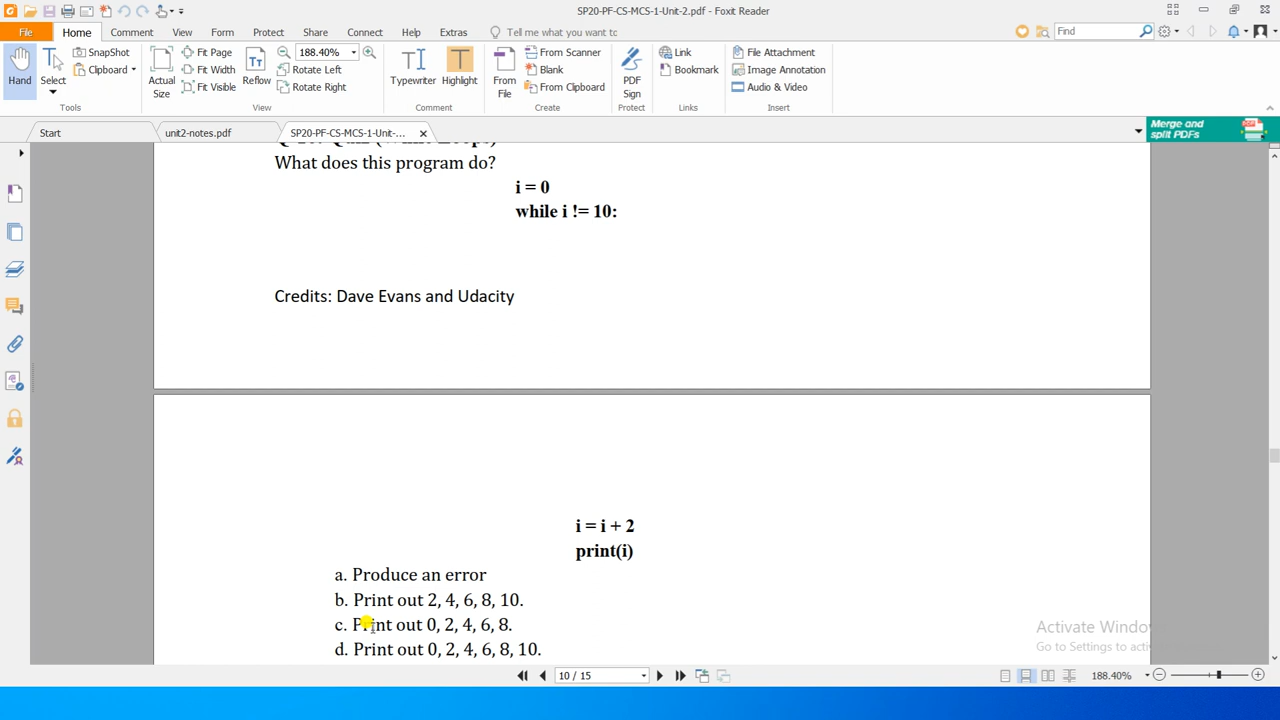 SP20-PF-CS-MCS-1-Unit-2.pdf - Foxit Reader
File Home Comment View Form Protect Share Connect Help Extras Tell me what you want to Find
SnapShot Fit Page 188.40% From Scanner Link File Attachment
Clipboard Fit Width Rotate Left Blank Bookmark Image Annotation
Fit Visible Rotate Right From Clipboard Audio & Video
Hand Select Actual Size Reflow Typewriter Highlight From File PDF Sign
Tools View Comment Create Protect Links Insert
Start unit2-notes.pdf SP20-PF-CS-MCS-1-Unit-... Merge and split PDFs
What does this program do?
i = 0
while i != 10:
Credits: Dave Evans and Udacity
i = i + 2
print(i)
a. Produce an error
b. Print out 2, 4, 6, 8, 10.
c. Print out 0, 2, 4, 6, 8.
d. Print out 0, 2, 4, 6, 8, 10.
Activate Windo
Go to Settings to acti
10 / 15 188.40%